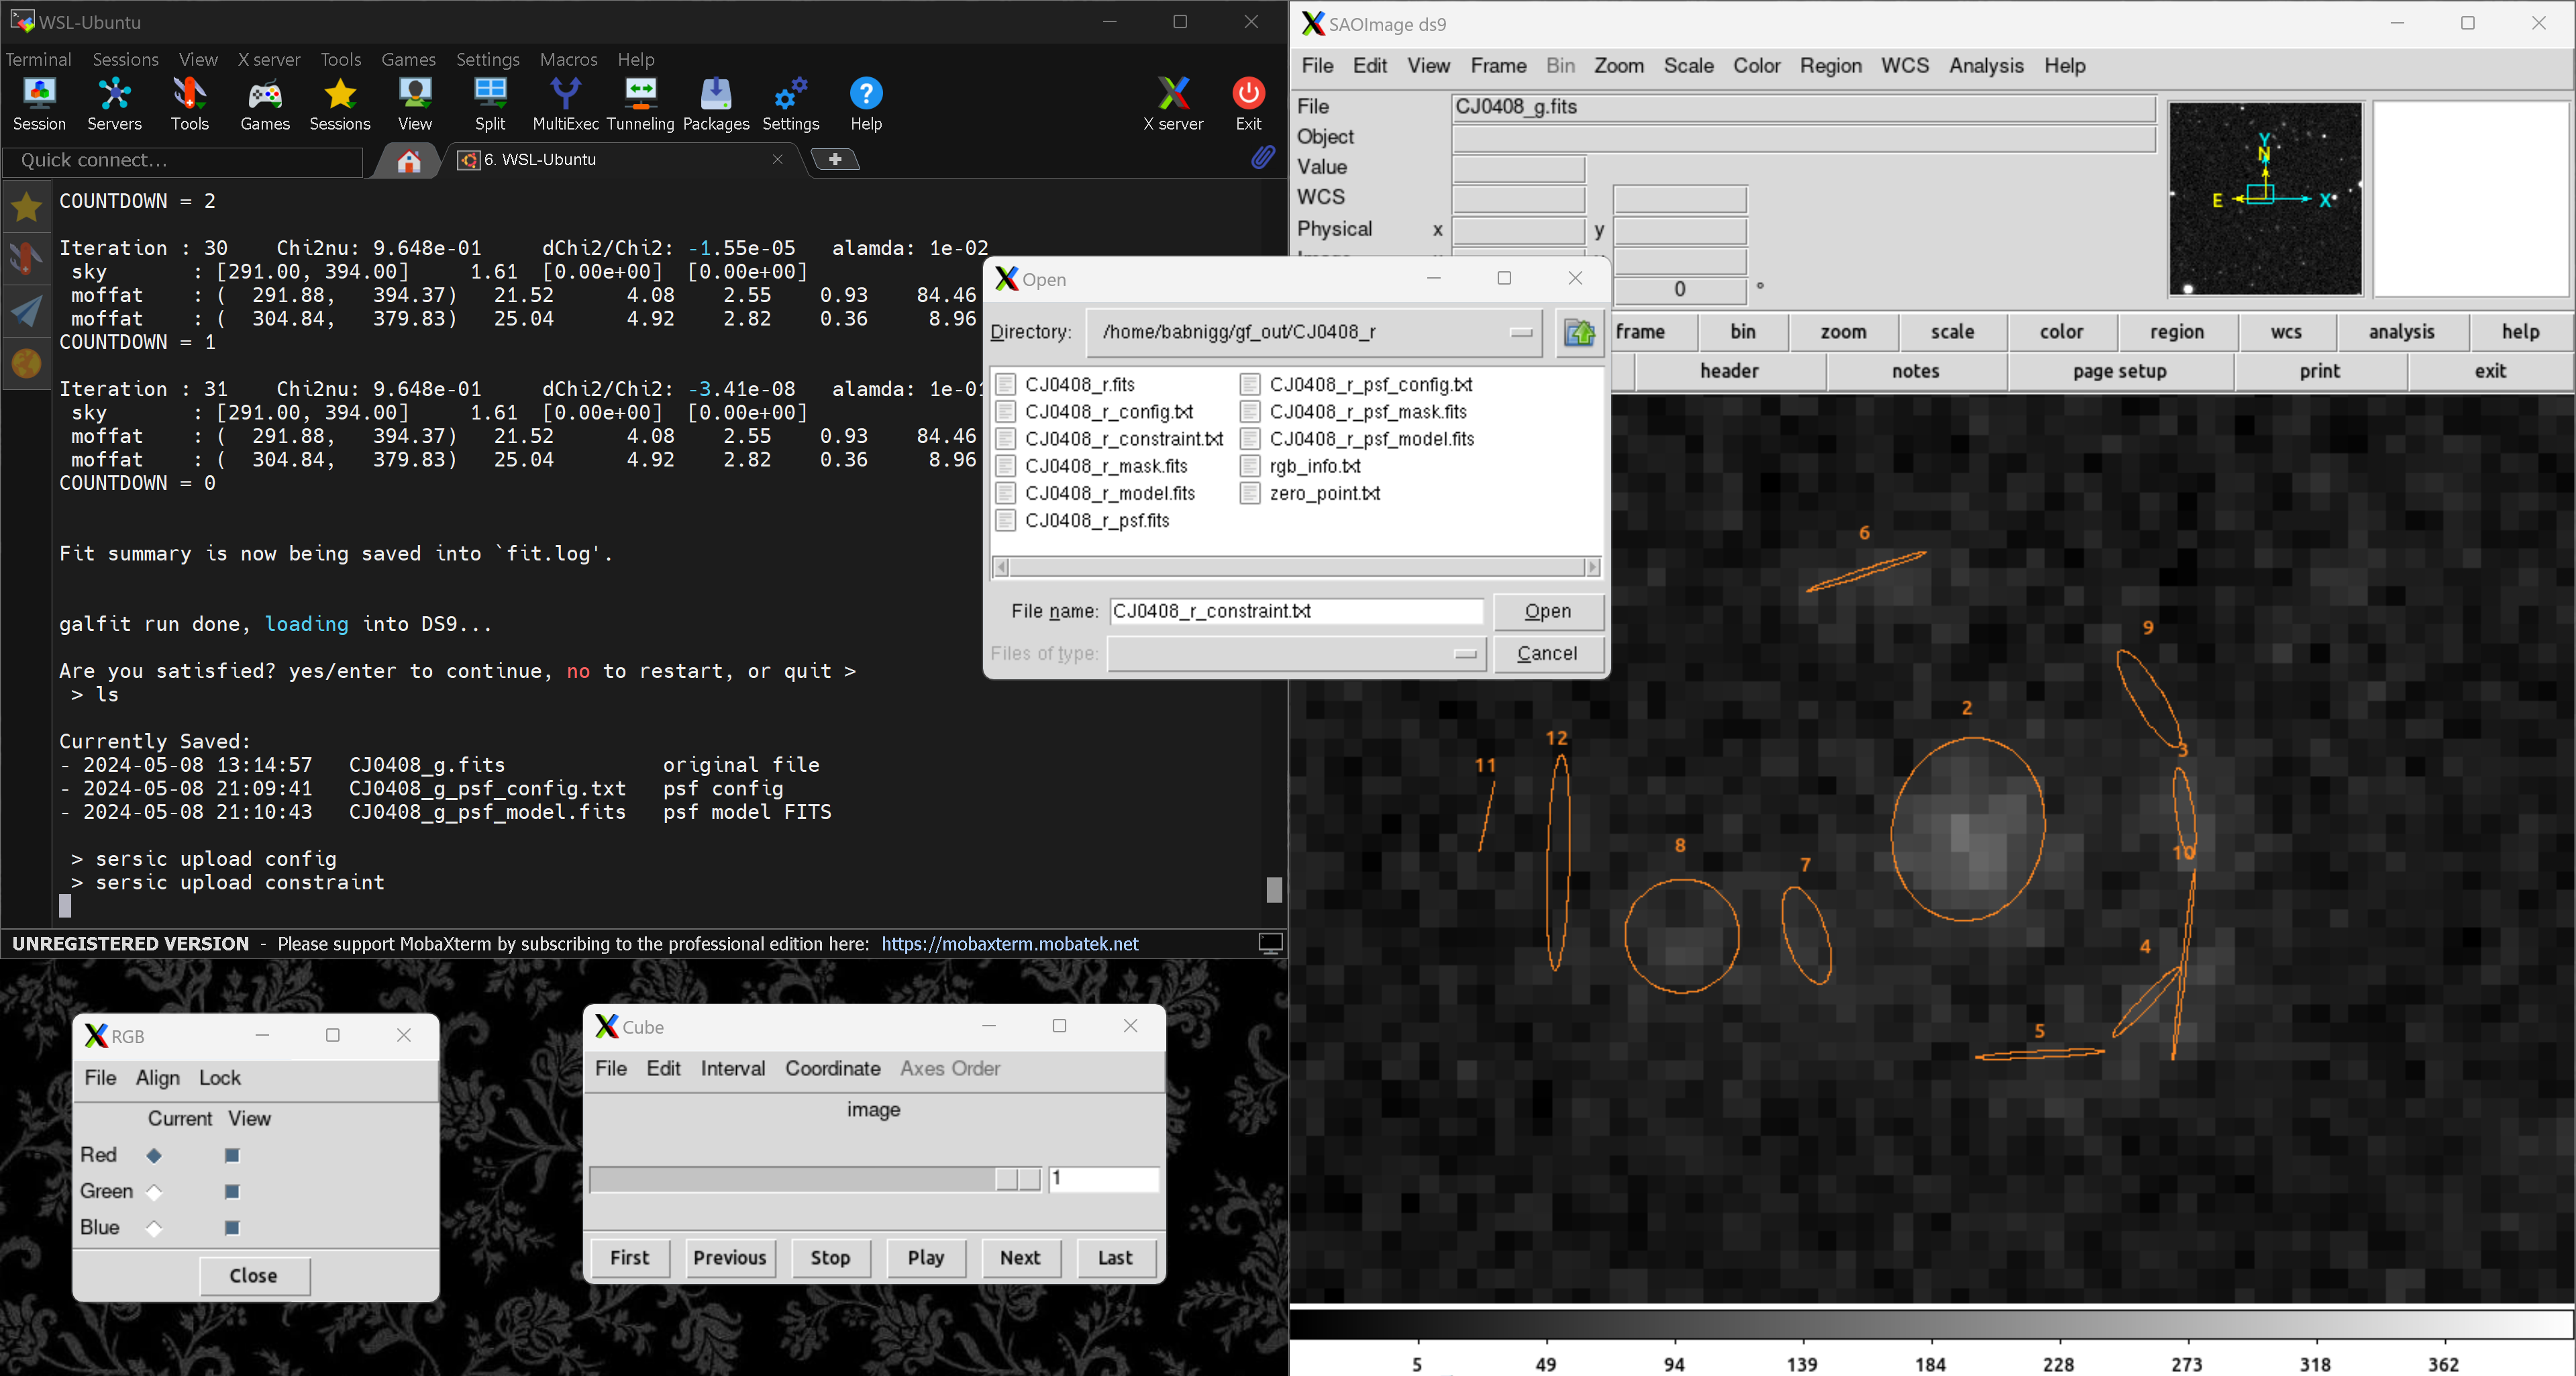 WSL-Ubuntu
Terminal Sessions View X server Tools Games Settings Macros Help
Session Servers Tools Games Sessions View Split MultiExec Tunneling Packages Settings Help X server Exit
Quick connect...
6. WSL-Ubuntu
COUNTDOWN = 2
Iteration : 30 Chi2nu: 9.648e-01 dChi2/Chi2: -1.55e-05 alamda: 1e-02
sky : [291.00, 394.00] 1.61 [0.00e+00] [0.00e+00]
moffat : ( 291.88, 394.37) 21.52 4.08 2.55 0.93 84.46
moffat : ( 304.84, 379.83) 25.04 4.92 2.82 0.36 8.96
COUNTDOWN = 1
Iteration : 31 Chi2nu: 9.648e-01 dChi2/Chi2: -3.41e-08 alamda: 1e-01
sky : [291.00, 394.00] 1.61 [0.00e+00] [0.00e+00]
moffat : ( 291.88, 394.37) 21.52 4.08 2.55 0.93 84.46
moffat : ( 304.84, 379.83) 25.04 4.92 2.82 0.36 8.96
COUNTDOWN = 0
Fit summary is now being saved into `fit.log'.
galfit run done, loading into DS9...
Are you satisfied? yes/enter to continue, no to restart, or quit >
> ls
Currently Saved:
- 2024-05-08 13:14:57 CJ0408_g.fits original file
- 2024-05-08 21:09:41 CJ0408_g_psf_config.txt psf config
- 2024-05-08 21:10:43 CJ0408_g_psf_model.fits psf model FITS
> sersic upload config
> sersic upload constraint
UNREGISTERED VERSION - Please support MobaXterm by subscribing to the professional edition here: https://mobaxterm.mobatek.net
RGB
File Align Lock
Current View
Red
Green
Blue
Close
Cube
File Edit Interval Coordinate Axes Order
image
1
First Previous Stop Play Next Last
Open
Directory: /home/babnigg/gf_out/CJ0408_r
CJ0408_r.fits
CJ0408_r_config.txt
CJ0408_r_constraint.txt
CJ0408_r_mask.fits
CJ0408_r_model.fits
CJ0408_r_psf.fits
CJ0408_r_psf_config.txt
CJ0408_r_psf_mask.fits
CJ0408_r_psf_model.fits
rgb_info.txt
zero_point.txt
File name: CJ0408_r_constraint.txt Open
Files of type: Cancel
SAOImage ds9
File Edit View Frame Bin Zoom Scale Color Region WCS Analysis Help
File CJ0408_g.fits
Object
Value
WCS
Physical x y
0 °
Y
N
E X
frame bin zoom scale color region wcs analysis help
header notes page setup print exit
6
9
2
3
12
11
8
7
10
4
5
5 49 94 139 184 228 273 318 362